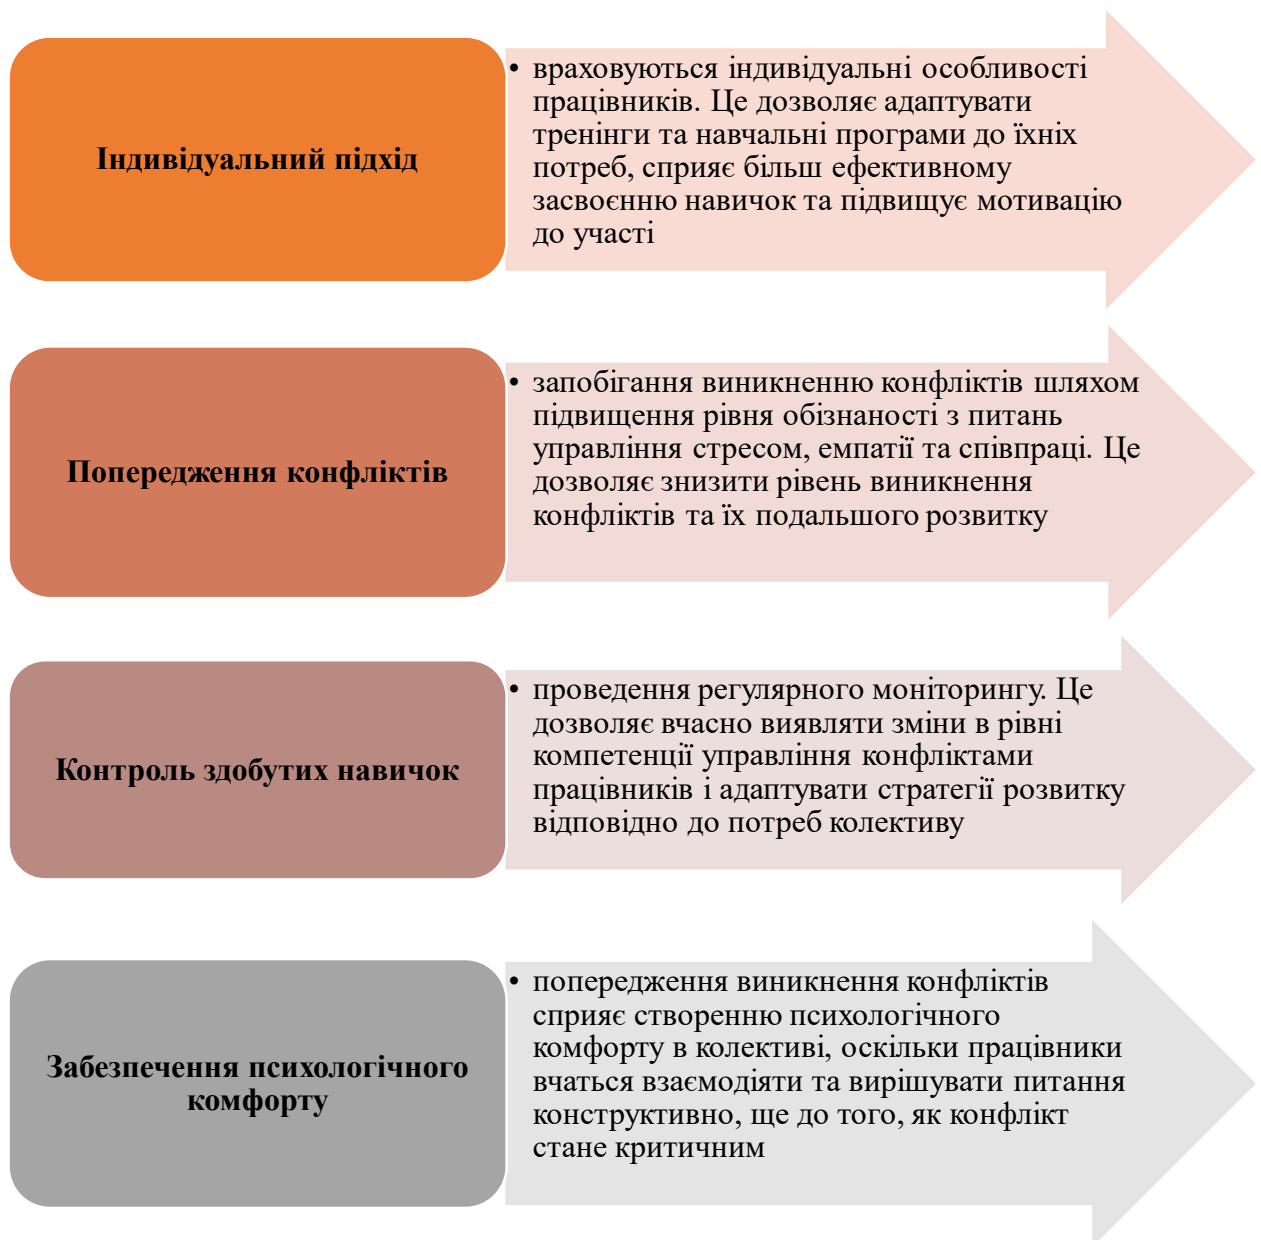 Індивідуальний підхід
• враховуються індивідуальні особливості
працівників. Це дозволяє адаптувати
тренінги та навчальні програми до їхніх
потреб, сприяє більш ефективному
засвоєнню навичок та підвищує мотивацію
до участі
Попередження конфліктів
• запобігання виникненню конфліктів шляхом
підвищення рівня обізнаності з питань
управління стресом, емпатії та співпраці. Це
дозволяє знизити рівень виникнення
конфліктів та їх подальшого розвитку
Контроль здобутих навичок
• проведення регулярного моніторингу. Це
дозволяє вчасно виявляти зміни в рівні
компетенції управління конфліктами
працівників і адаптувати стратегії розвитку
відповідно до потреб колективу
Забезпечення психологічного
комфорту
• попередження виникнення конфліктів
сприяє створенню психологічного
комфорту в колективі, оскільки працівники
вчаться взаємодіяти та вирішувати питання
конструктивно, ще до того, як конфлікт
стане критичним